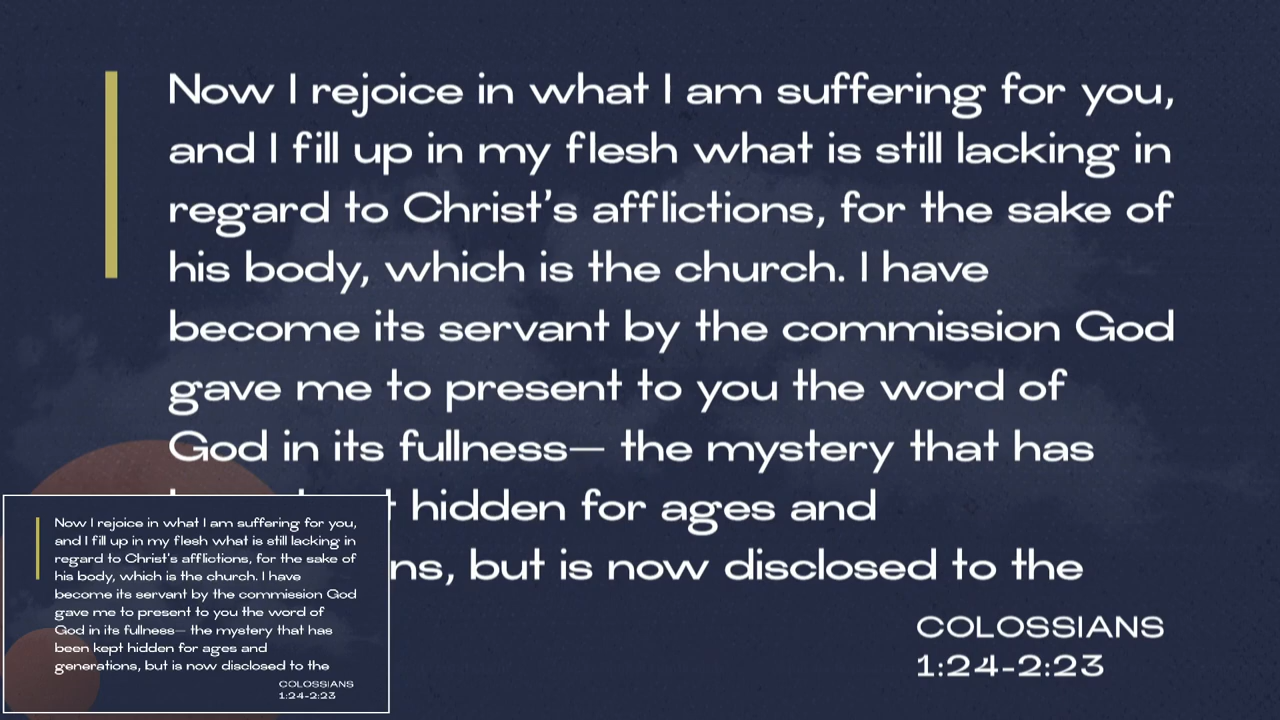 Now I rejoice in what I am suffering for you,
and I fill up in my flesh what is still lacking in
regard to Christ's afflictions, for the sake of
his body, which is the church. I have
become its servant by the commission God
gave me to present to you the word of
God in its fullness— the mystery that has
hidden for ages and
ns, but is now disclosed to the
COLOSSIANS
1:24-2:23
Now I rejoice in what I am suffering for you,
and I fill up in my flesh what is still lacking in
regard to Christ's afflictions, for the sake of
his body, which is the church. I have
become its servant by the commission God
gave me to present to you the word of
God in its fullness— the mystery that has
been kept hidden for ages and
generations, but is now disclosed to the
COLOSSIANS
1:24-2:23